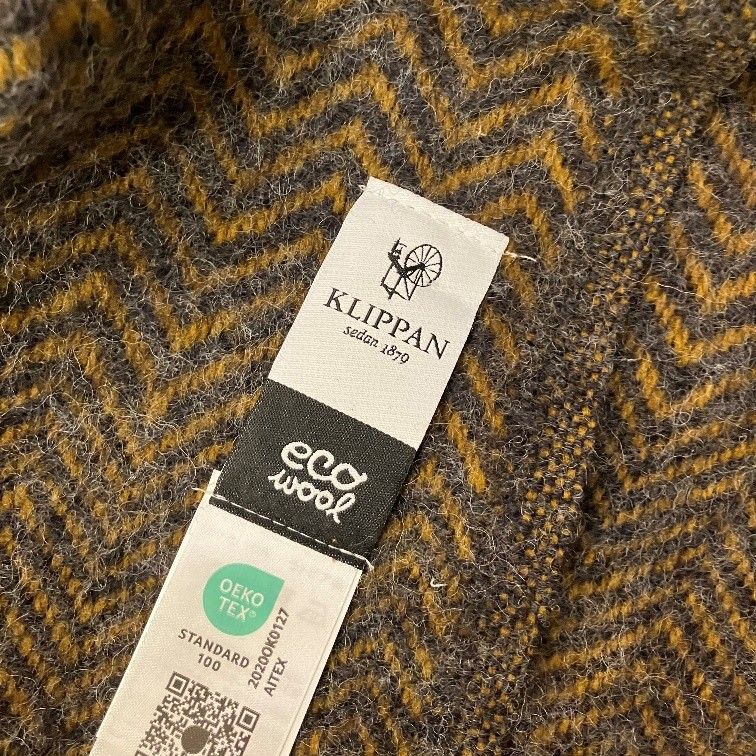 KLIPPAN
sedan 1879
eco
wool
OEKO
TEX®
STANDARD
100
2020OK0127
AITEX